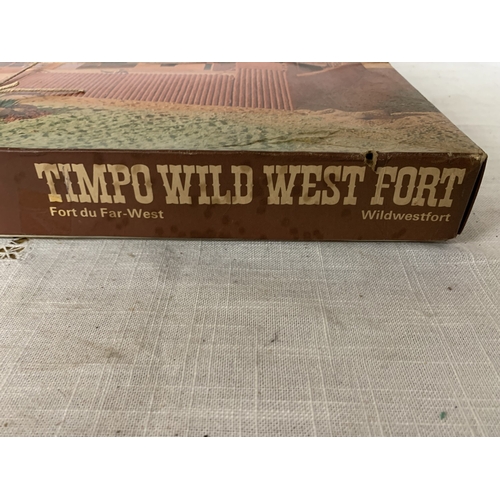 TIMPO WILD WEST FORT
Fort du Far-West Wildwestfort